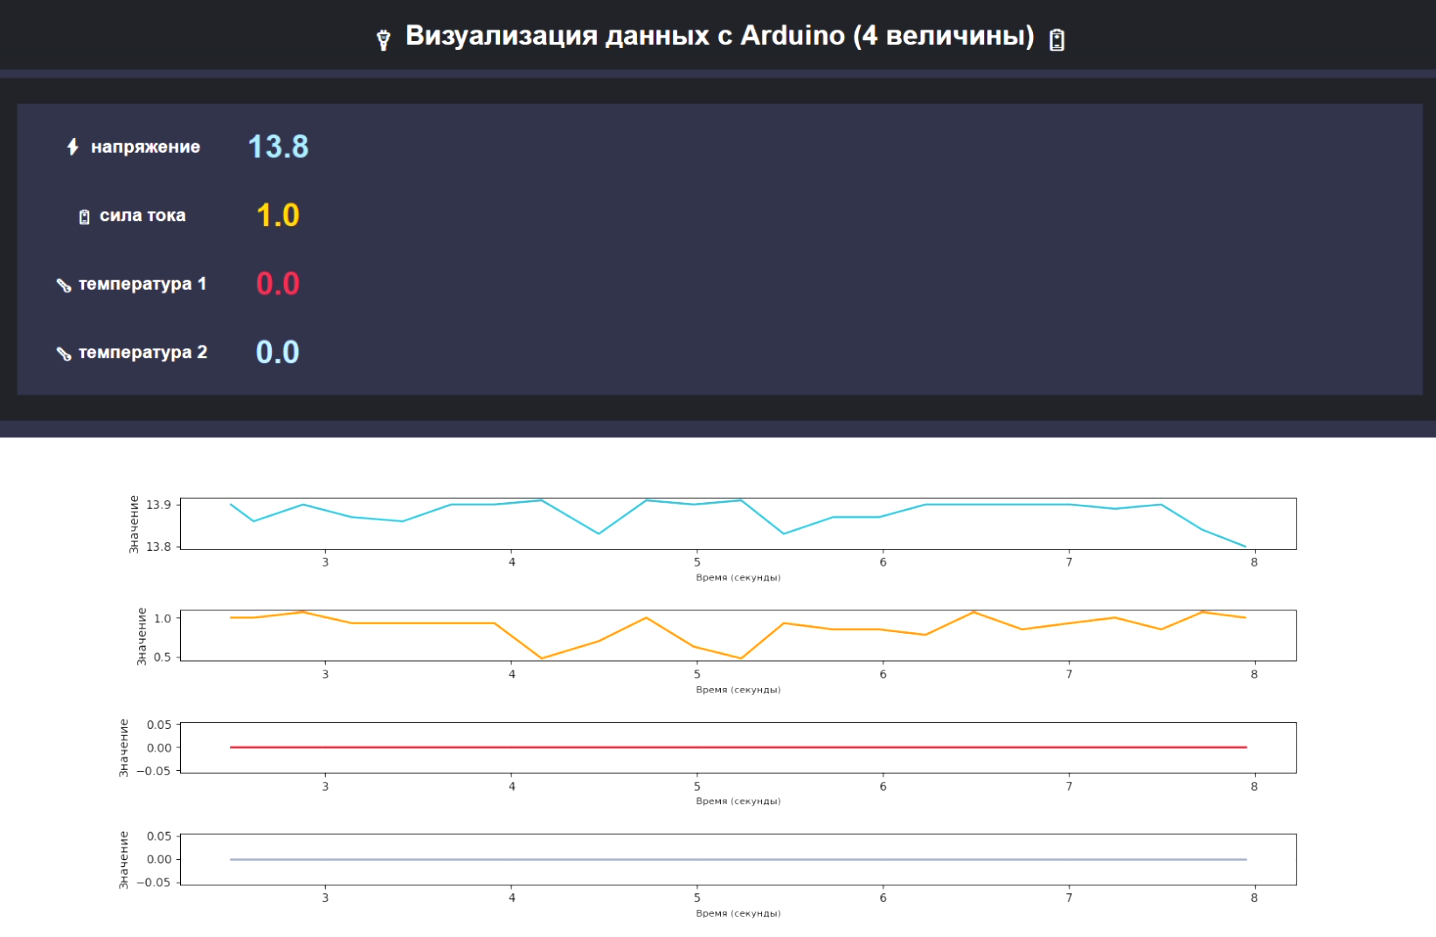 Визуализация данных с Arduino (4 величины)
напряжение 13.8
сила тока 1.0
температура 1 0.0
температура 2 0.0
Значение
13.9
13.8
3 4 5 6 7 8
Время (секунды)
Значение
1.0
0.5
3 4 5 6 7 8
Время (секунды)
Значение
0.05
0.00
−0.05
3 4 5 6 7 8
Время (секунды)
Значение
0.05
0.00
−0.05
3 4 5 6 7 8
Время (секунды)